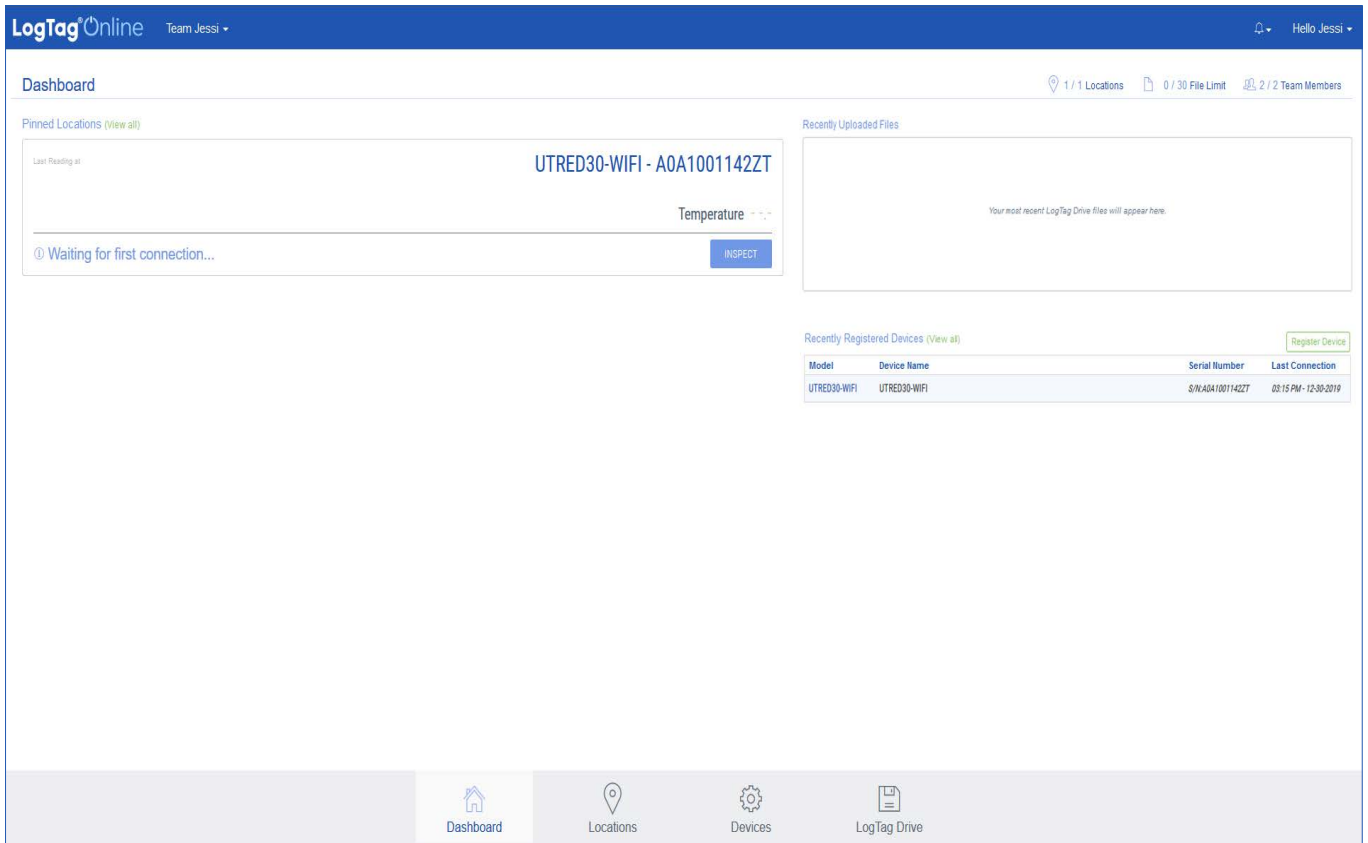 LogTag® Online Team Jessi Hello Jessi
Dashboard 1 / 1 Locations 0 / 30 File Limit 2 / 2 Team Members
Pinned Locations (View all)
Last Reading at
UTRED30-WIFI - A0A1001142ZT
Temperature --.-
Waiting for first connection...
INSPECT
Recently Uploaded Files
Your most recent LogTag Drive files will appear here.
Recently Registered Devices (View all) Register Device
Model Device Name Serial Number Last Connection
UTRED30-WIFI UTRED30-WIFI S/N:A0A1001142ZT 03:15 PM - 12-30-2019
Dashboard Locations Devices LogTag Drive